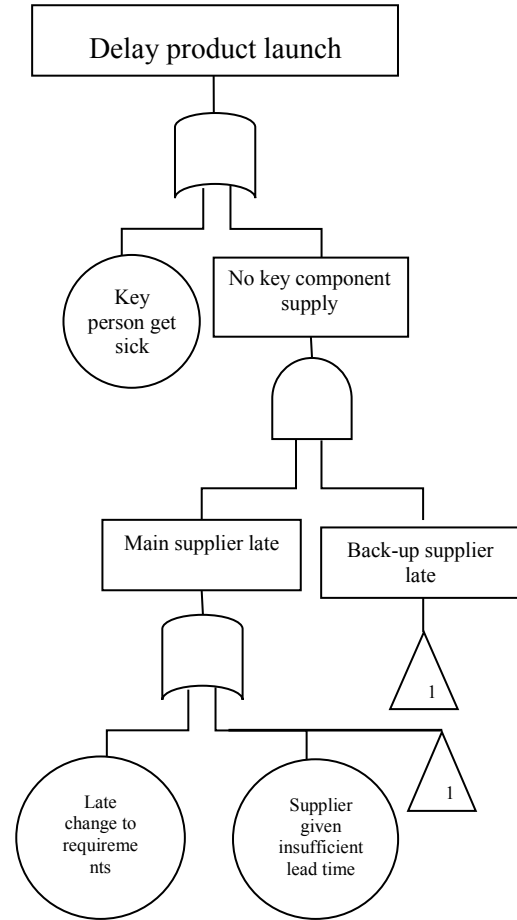 Delay product launch
Key
person get
sick
No key component
supply
Main supplier late
Back-up supplier
late
1
Late
change to
requireme
nts
Supplier
given
insufficient
lead time
1